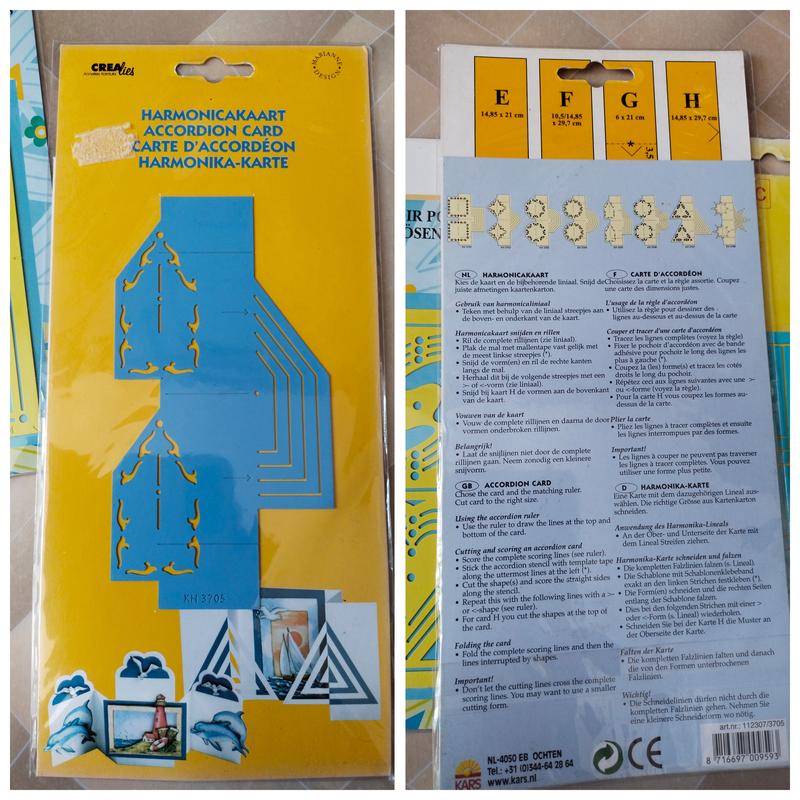 CREAlies
MARIANNE DESIGN
HARMONICAKAART
ACCORDION CARD
CARTE D'ACCORDÉON
HARMONIKA-KARTE
KH 3705
E
14,85 x 21 cm
F
10,5/14,85
x 29,7 cm
G
6 x 21 cm
*
3,5
H
14,85 x 29,7 cm
NL HARMONICAKAART
Kies de kaart en de bijbehorende liniaal. Snijd de
juiste afmetingen kaartenkarton.
Gebruik van harmonicaliniaal
• Teken met behulp van de liniaal streepjes aan
de boven- en onderkant van de kaart.
Harmonicakaart snijden en rillen
• Ril de complete rillijnen (zie liniaal).
• Plak de mal met mallentape vast gelijk met
de meest linkse streepjes (*).
• Snijd de vorm(en) en ril de rechte kanten
langs de mal.
• Herhaal dit bij de volgende streepjes met een
>- of <-vorm (zie liniaal).
• Snijd bij kaart H de vormen aan de bovenkant
van de kaart.
Vouwen van de kaart
• Vouw de complete rillijnen en daarna de door
vormen onderbroken rillijnen.
Belangrijk!
• Laat de snijlijnen niet door de complete
rillijnen gaan. Neem zonodig een kleinere
snijvorm.
GB ACCORDION CARD
Chose the card and the matching ruler.
Cut card to the right size.
Using the accordion ruler
• Use the ruler to draw the lines at the top and
bottom of the card.
Cutting and scoring an accordion card
• Score the complete scoring lines (see ruler).
• Stick the accordion stencil with template tape
along the uttermost lines at the left (*).
• Cut the shape(s) and score the straight sides
along the stencil.
• Repeat this with the following lines with a >-
or <-shape (see ruler).
• For card H you cut the shapes at the top of
the card.
Folding the card
• Fold the complete scoring lines and then the
lines interrupted by shapes.
Important!
• Don't let the cutting lines cross the complete
scoring lines. You may want to use a smaller
cutting form.
F CARTE D'ACCORDÉON
Choisissez la carte et la règle assortie. Coupez
une carte des dimensions justes.
L'usage de la règle d'accordéon
• Utilisez la règle pour dessiner des
lignes au-dessous et au-dessus de la carte
Couper et tracer d'une carte d'accordéon
• Tracez les lignes complètes (voyez la règle)
• Fixer le pochoir d'accordéon avec de bande
adhésive pour pochoir le long des lignes les
plus à gauche (*).
• Coupez la (les) forme(s) et tracez les cotés
droits le long du pochoir.
• Répétez ceci aux lignes suivantes avec une >-
ou <-forme (voyez la règle).
• Pour la carte H vous coupez les formes au-
dessus de la carte.
Plier la carte
• Pliez les lignes à tracer complètes et ensuite
les lignes interrompues par des formes.
Important!
• Les lignes à couper ne peuvent pas traverser
les lignes à tracer complètes. Vous pouvez
utiliser une forme plus petite.
D HARMONIKA-KARTE
Eine Karte mit dem dazugehörigen Lineal aus-
wählen. Die richtige Grösse aus Kartenkarton
schneiden.
Anwendung des Harmonika-Lineals
• An der Ober- und Unterseite der Karte mit
dem Lineal Streifen ziehen.
Harmonika-Karte schneiden und falzen
• Die kompletten Falzlinien falzen (s. Lineal).
• Die Schablone mit Schablonenklebeband
exakt an den linken Strichen festkleben (*).
• Die Form(en) schneiden und die rechten Seiten
entlang der Schablone falzen.
• Dies bei den folgenden Strichen mit einer >
oder <-Form (s. Lineal) wiederholen.
• Schneiden Sie bei der Karte H die Muster an
der Oberseite der Karte.
Falten der Karte
• Die kompletten Falzlinien falten und danach
die von den Formen unterbrochenen
Falzlinien.
Wichtig!
• Die Schneidelinien dürfen nicht durch die
kompletten Falzlinien gehen. Nehmen Sie
eine kleinere Schneideform wo nötig.
art.nr.: 112307/3705
8 716697 009593
KARS
NL-4050 EB OCHTEN
Tel.: +31 (0)344-64 28 64
www.kars.nl
CE